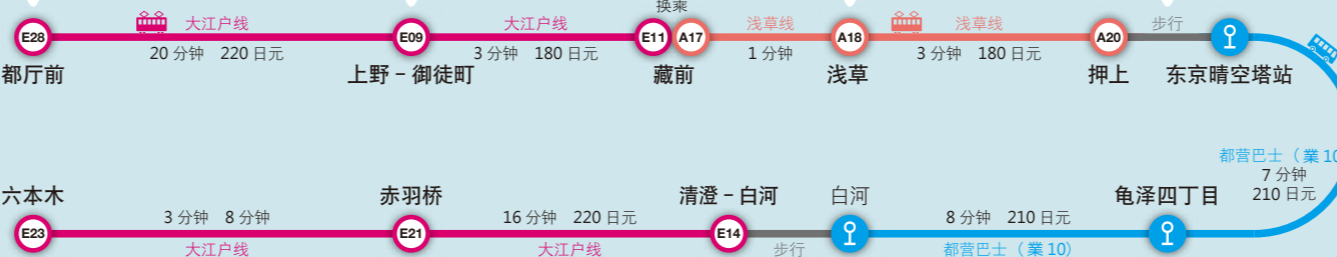 换乘
大江户线 大江户线 浅草线 浅草线 步行
E28 E09 E11 A17 A18 A20
20 分钟 220 日元 3 分钟 180 日元 1 分钟 3 分钟 180 日元
都厅前 上野 – 御徒町 藏前 浅草 押上 东京晴空塔站
都营巴士（業 10
7 分钟
210 日元
六本木 赤羽桥 清澄 – 白河 白河 龟泽四丁目
3 分钟 8 分钟 16 分钟 220 日元 8 分钟 210 日元
E23 E21 E14
大江户线 大江户线 步行 都营巴士（業 10）